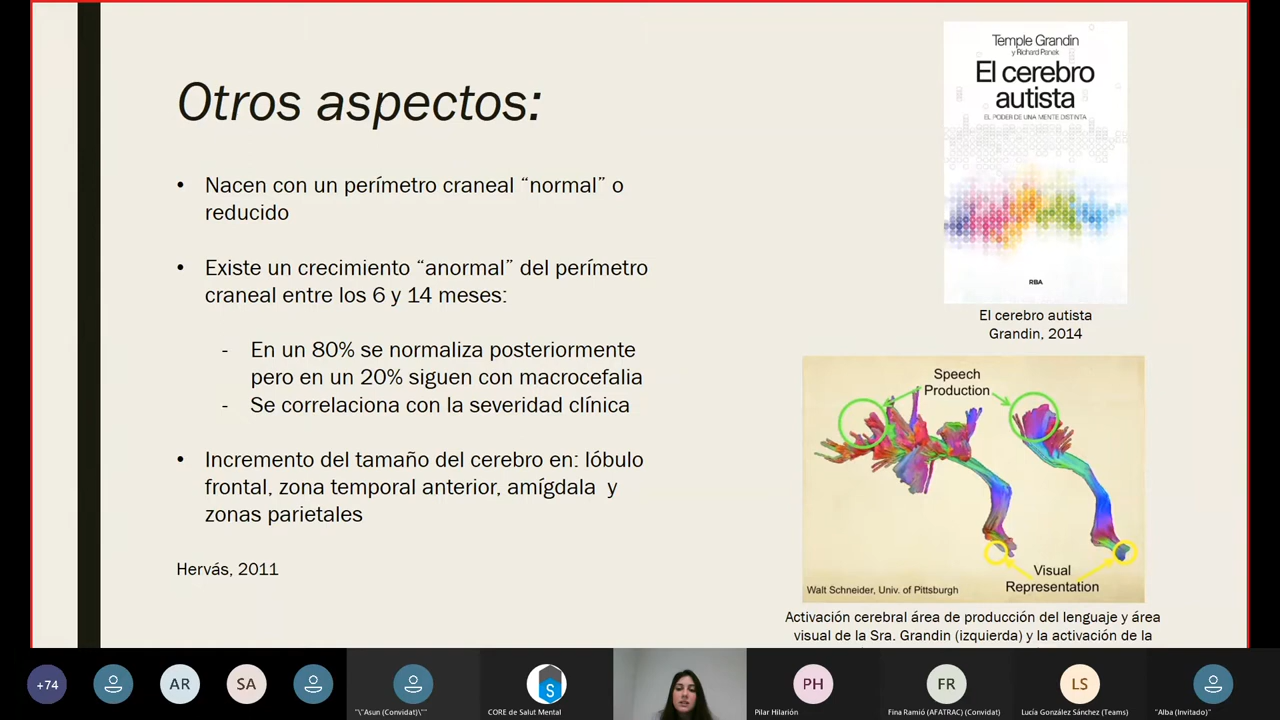 Otros aspectos:
• Nacen con un perímetro craneal “normal” o
reducido
• Existe un crecimiento “anormal” del perímetro
craneal entre los 6 y 14 meses:
- En un 80% se normaliza posteriormente
pero en un 20% siguen con macrocefalia
- Se correlaciona con la severidad clínica
• Incremento del tamaño del cerebro en: lóbulo
frontal, zona temporal anterior, amígdala y
zonas parietales
Hervás, 2011
Temple Grandin
y Richard Panek
El cerebro
autista
EL PODER DE UNA MENTE DISTINTA
RBA
El cerebro autista
Grandin, 2014
Speech
Production
Visual
Representation
Walt Schneider, Univ. of Pittsburgh
Activación cerebral área de producción del lenguaje y área
visual de la Sra. Grandin (izquierda) y la activación de la
+74
AR
SA
"\"Asun (Convidat)\""
S
CORE de Salut Mental
PH
Pilar Hilarión
FR
Fina Ramió (AFATRAC) (Convidat)
LS
Lucía González Sánchez (Teams)
"Alba (Invitado)"